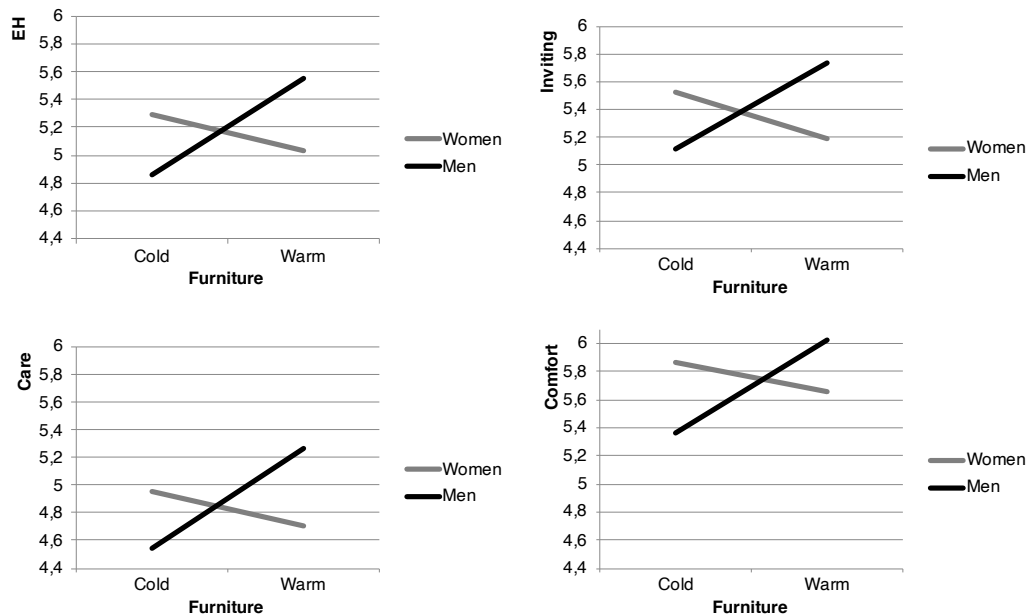 EH
6
5,8
5,6
5,4
5,2
5
4,8
4,6
4,4
Cold Warm
Furniture
Women
Men
Inviting
6
5,8
5,6
5,4
5,2
5
4,8
4,6
4,4
Cold Warm
Furniture
Women
Men
Care
6
5,8
5,6
5,4
5,2
5
4,8
4,6
4,4
Cold Warm
Furniture
Women
Men
Comfort
6
5,8
5,6
5,4
5,2
5
4,8
4,6
4,4
Cold Warm
Furniture
Women
Men